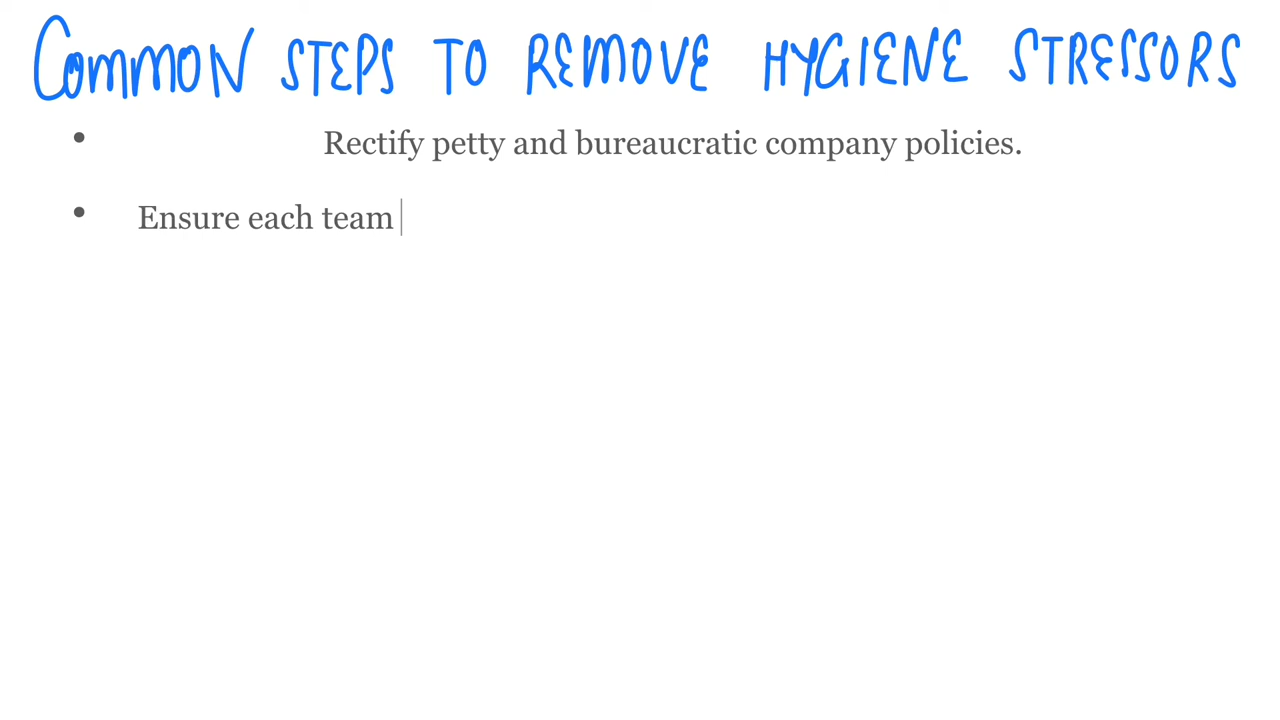 COMMON STEPS TO REMOVE HYGIENE STRESSORS
• Rectify petty and bureaucratic company policies.
• Ensure each team